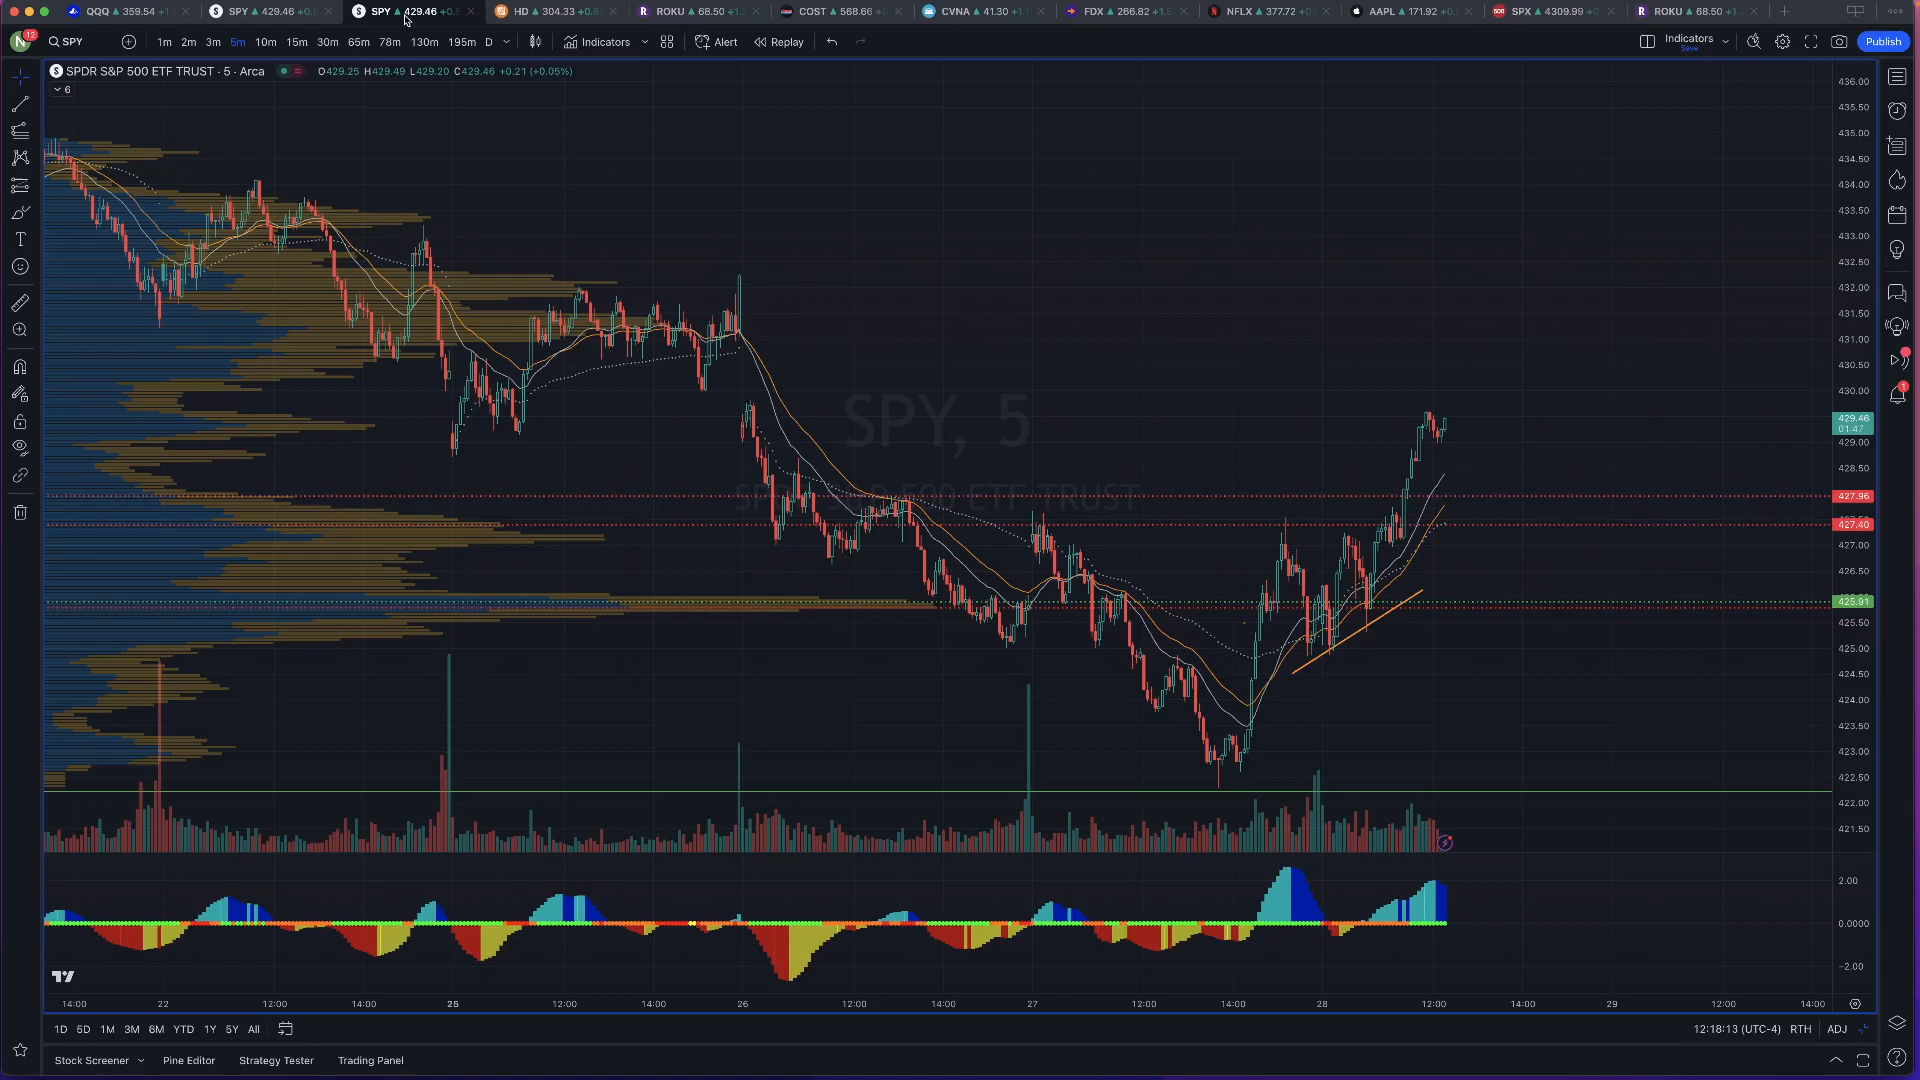 QQQ ▲ 359.54
SPY ▲ 429.46
SPY ▲ 429.46
HD ▲ 304.33
ROKU ▲ 68.50
COST ▲ 568.66
CVNA ▲ 41.30
FDX ▲ 266.82
NFLX ▲ 377.72
AAPL ▲ 171.92
SPX ▲ 4309.99
ROKU ▲ 68.50
N 12 SPY 1m 2m 3m 5m 10m 15m 30m 65m 78m 130m 195m D Indicators Alert Replay Indicators Save Publish
SPDR S&P 500 ETF TRUST · 5 · Arca O429.25 H429.49 L429.20 C429.46 +0.21 (+0.05%)
6
SPY, 5
SPDR S&P 500 ETF TRUST
436.00
435.50
435.00
434.50
434.00
433.50
433.00
432.50
432.00
431.50
431.00
430.50
430.00
429.46
01:47
429.00
428.50
427.96
427.40
427.00
426.50
425.91
425.50
425.00
424.50
424.00
423.50
423.00
422.50
422.00
421.50
2.00
0.0000
−2.00
14:00 22 12:00 14:00 25 12:00 14:00 26 12:00 14:00 27 12:00 14:00 28 12:00 14:00 29 12:00 14:00
1D 5D 1M 3M 6M YTD 1Y 5Y All 12:18:13 (UTC-4) RTH ADJ
Stock Screener Pine Editor Strategy Tester Trading Panel